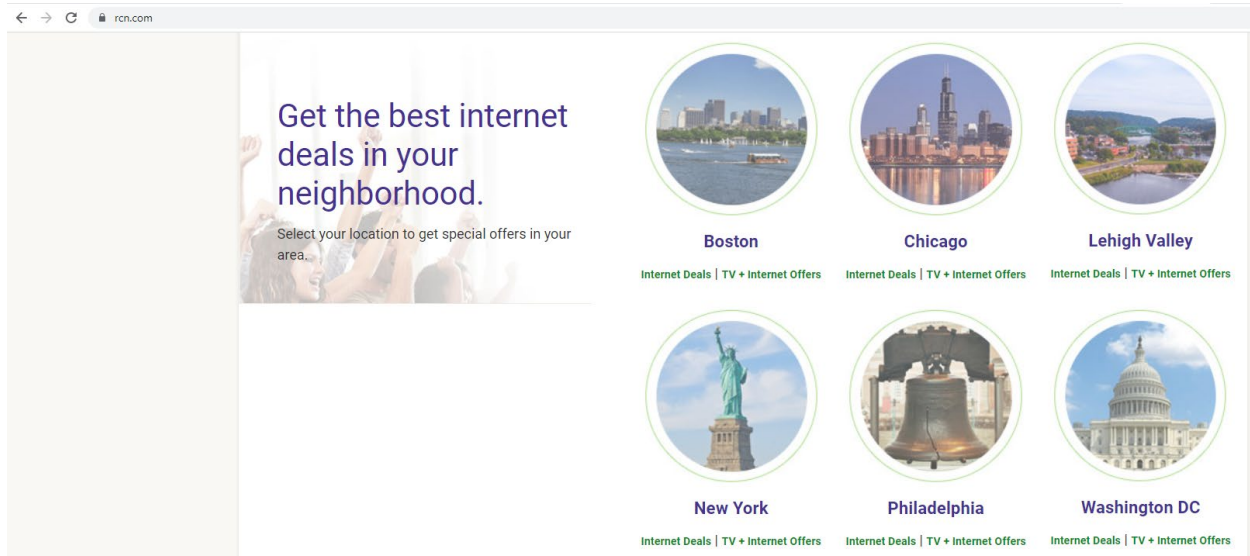 rcn.com
Get the best internet
deals in your
neighborhood.
Select your location to get special offers in your
area.
Boston
Internet Deals | TV + Internet Offers
Chicago
Internet Deals | TV + Internet Offers
Lehigh Valley
Internet Deals | TV + Internet Offers
New York
Internet Deals | TV + Internet Offers
Philadelphia
Internet Deals | TV + Internet Offers
Washington DC
Internet Deals | TV + Internet Offers